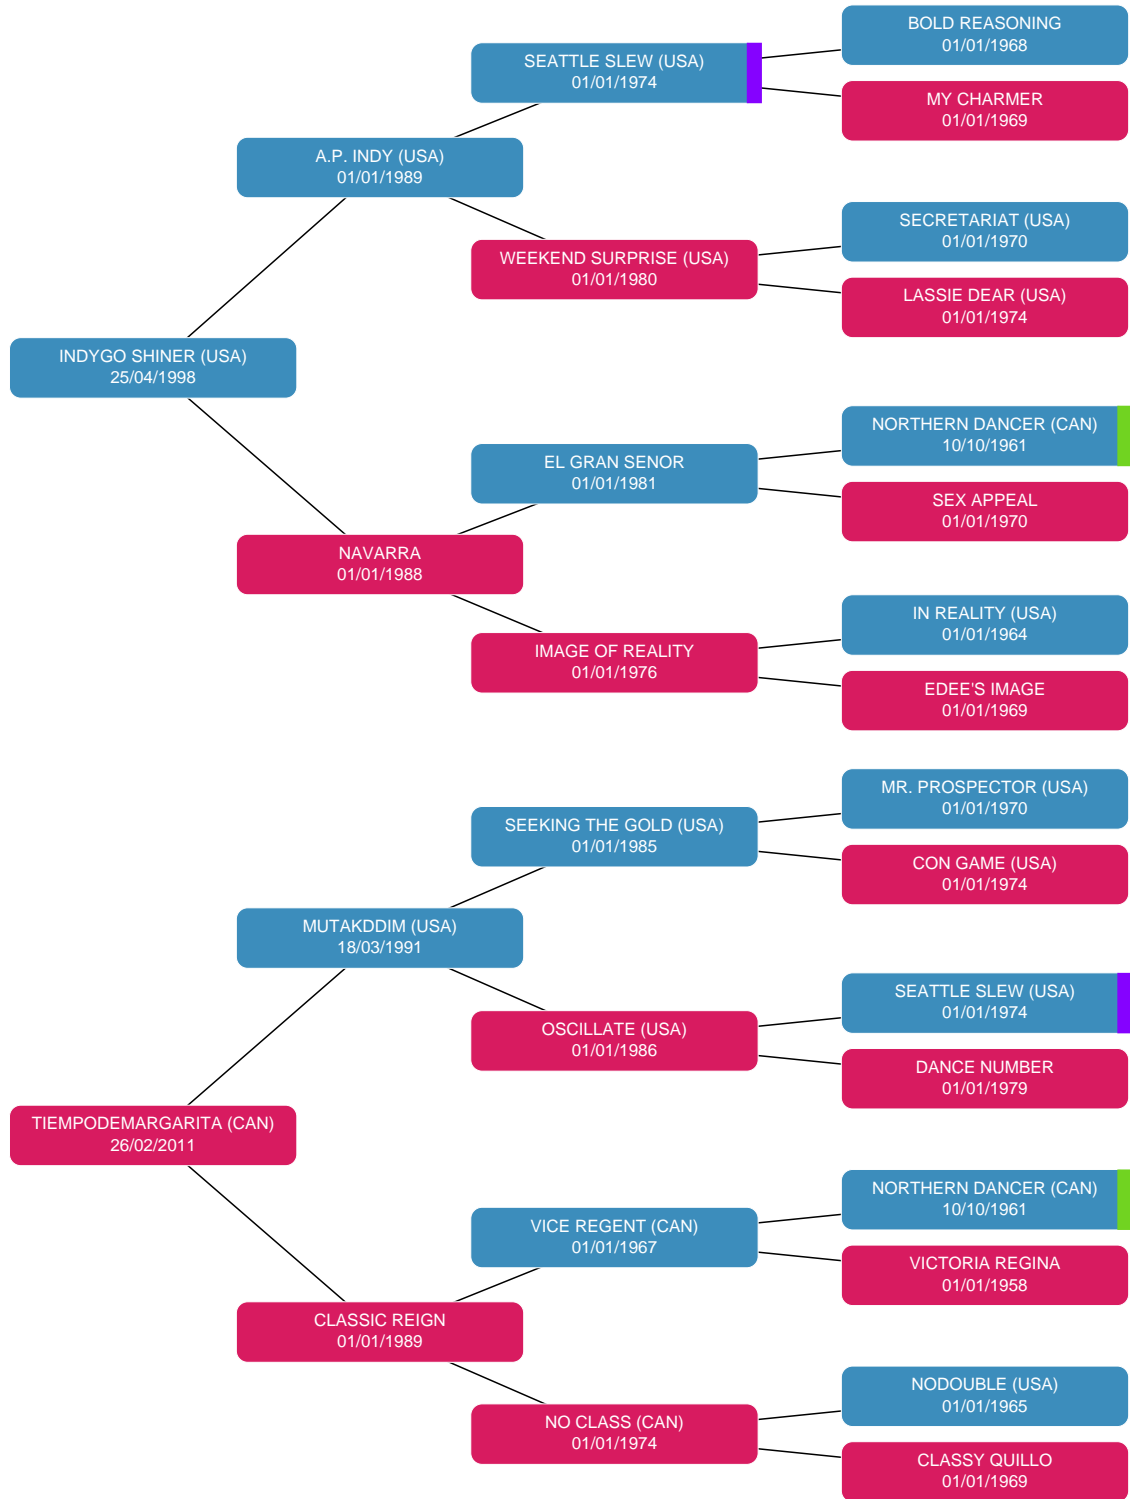 BOLD REASONING
01/01/1968
SEATTLE SLEW (USA)
01/01/1974
MY CHARMER
01/01/1969
A.P. INDY (USA)
01/01/1989
SECRETARIAT (USA)
01/01/1970
WEEKEND SURPRISE (USA)
01/01/1980
LASSIE DEAR (USA)
01/01/1974
INDYGO SHINER (USA)
25/04/1998
NORTHERN DANCER (CAN)
10/10/1961
EL GRAN SENOR
01/01/1981
SEX APPEAL
01/01/1970
NAVARRA
01/01/1988
IN REALITY (USA)
01/01/1964
IMAGE OF REALITY
01/01/1976
EDEE'S IMAGE
01/01/1969
MR. PROSPECTOR (USA)
01/01/1970
SEEKING THE GOLD (USA)
01/01/1985
CON GAME (USA)
01/01/1974
MUTAKDDIM (USA)
18/03/1991
SEATTLE SLEW (USA)
01/01/1974
OSCILLATE (USA)
01/01/1986
DANCE NUMBER
01/01/1979
TIEMPODEMARGARITA (CAN)
26/02/2011
NORTHERN DANCER (CAN)
10/10/1961
VICE REGENT (CAN)
01/01/1967
VICTORIA REGINA
01/01/1958
CLASSIC REIGN
01/01/1989
NODOUBLE (USA)
01/01/1965
NO CLASS (CAN)
01/01/1974
CLASSY QUILLO
01/01/1969